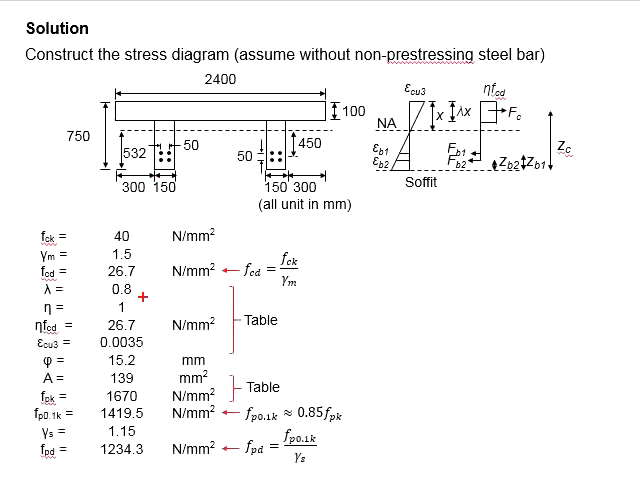 Solution
Construct the stress diagram (assume without non-prestressing steel bar)
2400
εcu3
ηfcd
100
x
λx
Fc
NA
750
532
50
50
450
εb1
εb2
Fb1
Fb2
Zb2
Zb1
Zc
300 150
150 300
Soffit
(all unit in mm)
fck = 40 N/mm²
γm = 1.5
fcd = 26.7 N/mm² ← fcd = fck/γm
λ = 0.8 +
η = 1
ηfcd = 26.7 N/mm² Table
εcu3 = 0.0035
φ = 15.2 mm
A = 139 mm²
Table
fpk = 1670 N/mm²
fp0.1k = 1419.5 N/mm² ← fp0.1k ≈ 0.85fpk
γs = 1.15
fpd = 1234.3 N/mm² ← fpd = fp0.1k/γs